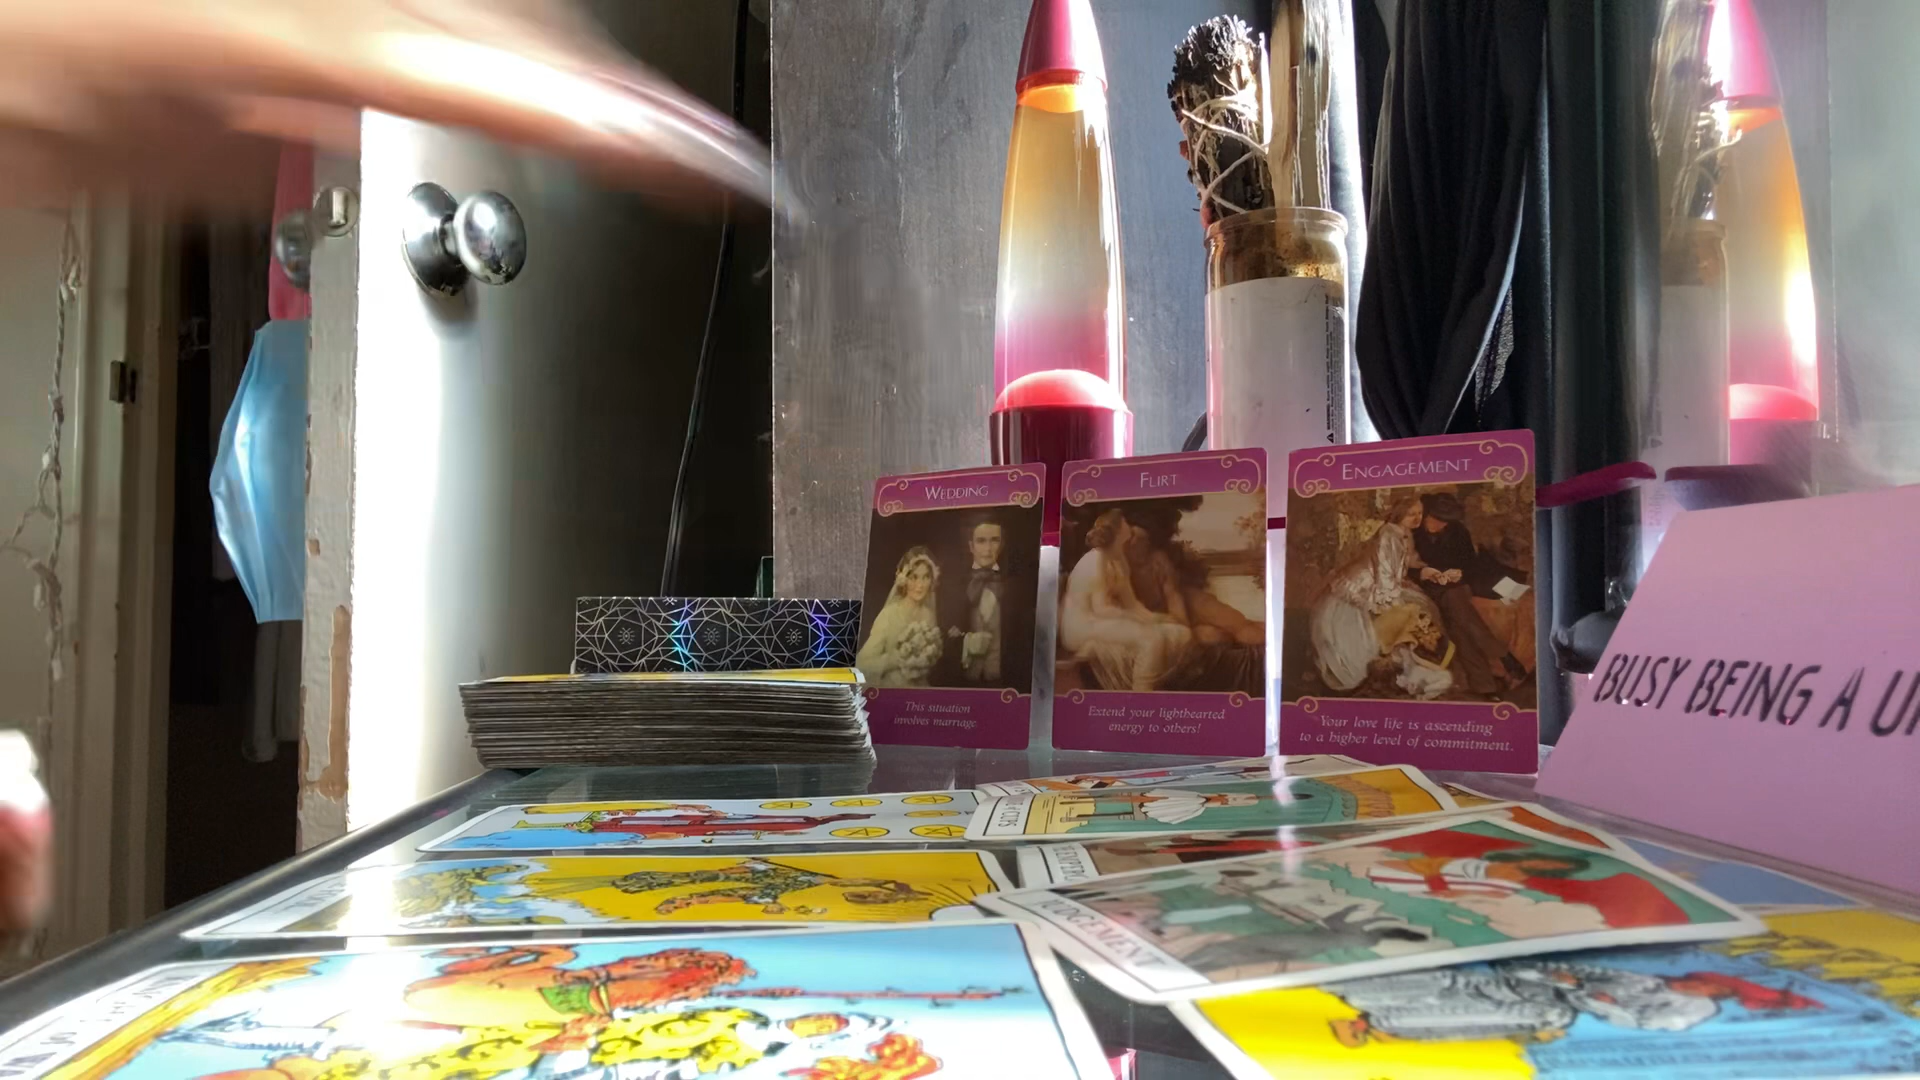 WEDDING
This situation
involves marriage.
FLIRT
Extend your lighthearted
energy to others!
ENGAGEMENT
Your love life is ascending
to a higher level of commitment.
BUSY BEING A
CUPS
JUDGEMENT